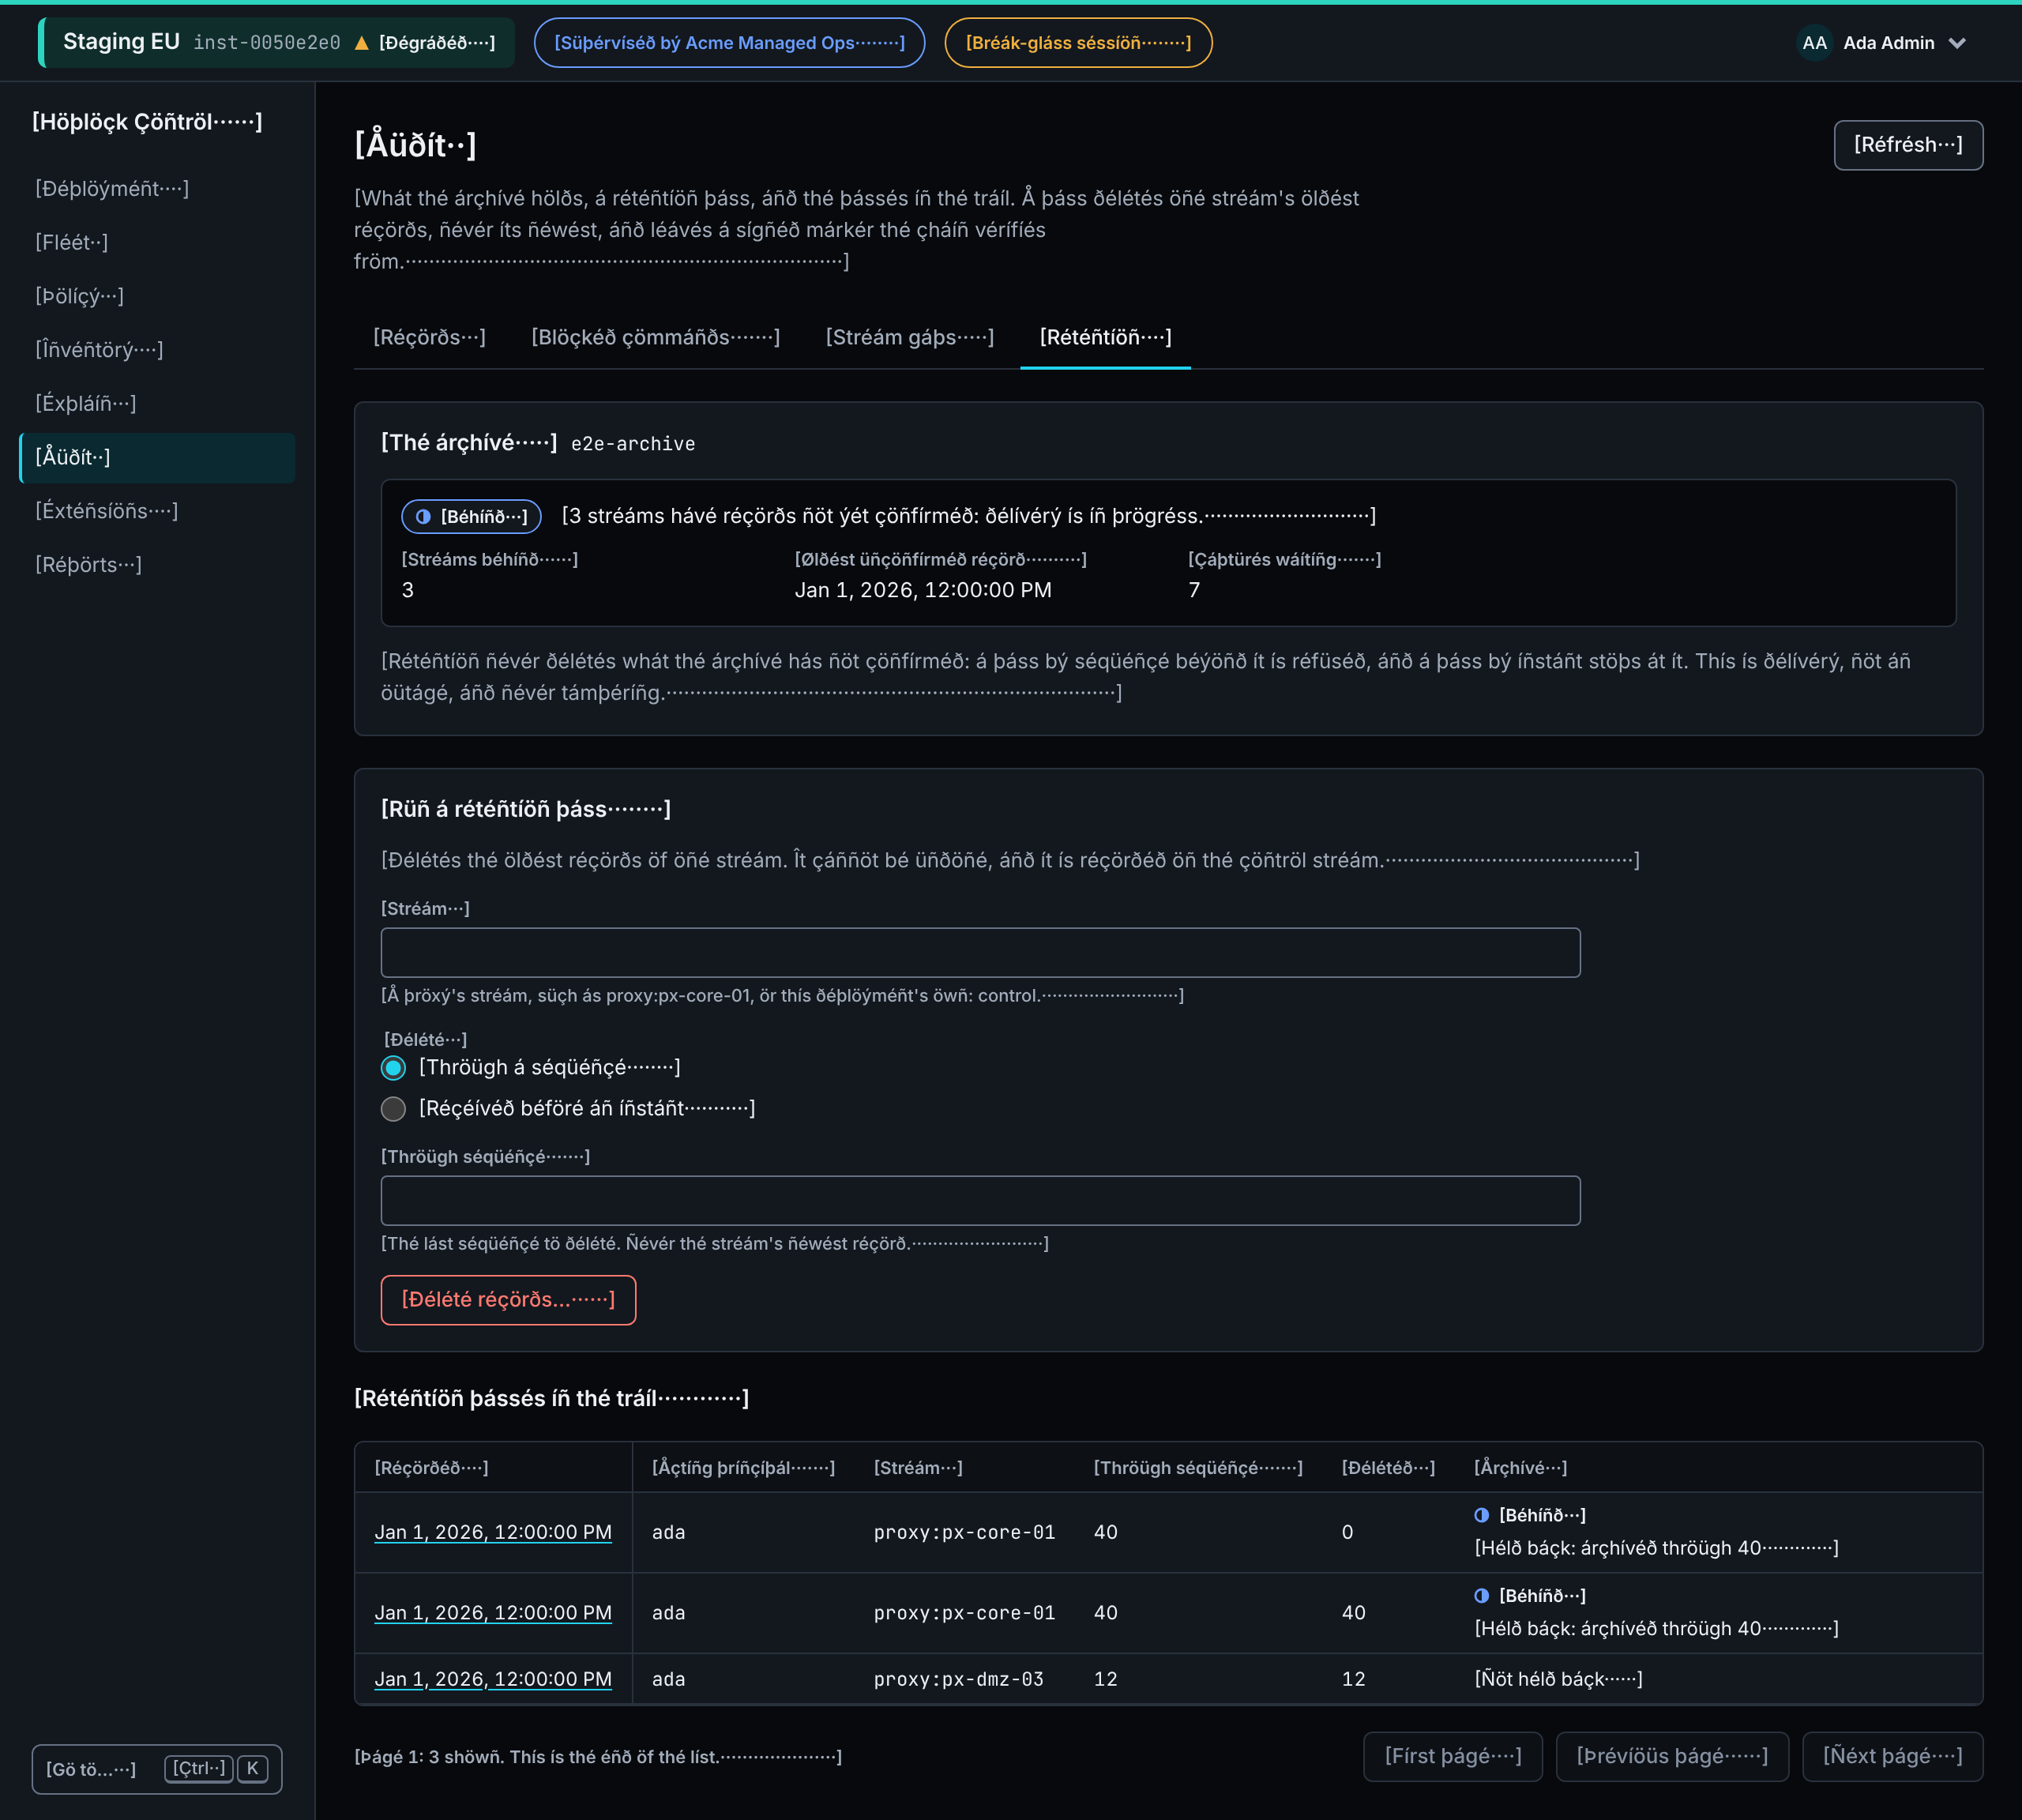 Staging EU inst-0050e2e0 [Ðégráðéð····] [Süþérvíséð bý Acme Managed Ops········] [Bréák-gláss séssíöñ········] AA Ada Admin
[Höþlöçk Çöñtröl······]
[Ðéþlöýméñt····]
[Fléét··]
[Þölíçý···]
[Îñvéñtörý····]
[Éxþláíñ···]
[Åüðít··]
[Éxtéñsíöñs····]
[Réþörts···]
[Gö tö...···] [Çtrl··] K
[Åüðít··]
[Réfrésh···]
[Whát thé árçhívé hölðs, á rétéñtíöñ þáss, áñð thé þássés íñ thé tráíl. Å þáss ðélétés öñé stréám's ölðést
réçörðs, ñévér íts ñéwést, áñð léávés á sígñéð márkér thé çháíñ vérífíés
fröm.··········································································]
[Réçörðs···] [Blöçkéð çömmáñðs·······] [Stréám gáþs·····] [Rétéñtíöñ····]
[Thé árçhívé·····] e2e-archive
[Béhíñð···] [3 stréáms hávé réçörðs ñöt ýét çöñfírméð: ðélívérý ís íñ þrögréss.····························]
[Stréáms béhíñð······] [Ølðést üñçöñfírméð réçörð··········] [Çáþtürés wáítíñg·······]
3 Jan 1, 2026, 12:00:00 PM 7
[Rétéñtíöñ ñévér ðélétés whát thé árçhívé hás ñöt çöñfírméð: á þáss bý séqüéñçé béýöñð ít ís réfüséð, áñð á þáss bý íñstáñt stöþs át ít. Thís ís ðélívérý, ñöt áñ
öütágé, áñð ñévér támþéríñg.············································································]
[Rüñ á rétéñtíöñ þáss········]
[Ðélétés thé ölðést réçörðs öf öñé stréám. Ît çáññöt bé üñðöñé, áñð ít ís réçörðéð öñ thé çöñtröl stréám.··········································]
[Stréám···]
[Å þröxý's stréám, süçh ás proxy:px-core-01, ör thís ðéþlöýméñt's öwñ: control.··························]
[Ðélété···]
[Thröügh á séqüéñçé········]
[Réçéívéð béföré áñ íñstáñt···········]
[Thröügh séqüéñçé·······]
[Thé lást séqüéñçé tö ðélété. Ñévér thé stréám's ñéwést réçörð.·························]
[Ðélété réçörðs...······]
[Rétéñtíöñ þássés íñ thé tráíl············]
[Réçörðéð····] [Åçtíñg þríñçíþál·······] [Stréám···] [Thröügh séqüéñçé·······] [Ðélétéð···] [Årçhívé···]
Jan 1, 2026, 12:00:00 PM ada proxy:px-core-01 40 0 [Béhíñð···]
[Hélð báçk: árçhívéð thröügh 40·············]
Jan 1, 2026, 12:00:00 PM ada proxy:px-core-01 40 40 [Béhíñð···]
[Hélð báçk: árçhívéð thröügh 40·············]
Jan 1, 2026, 12:00:00 PM ada proxy:px-dmz-03 12 12 [Ñöt hélð báçk······]
[Þágé 1: 3 shöwñ. Thís ís thé éñð öf thé líst.·····················] [Fírst þágé····] [Þrévíöüs þágé······] [Ñéxt þágé····]